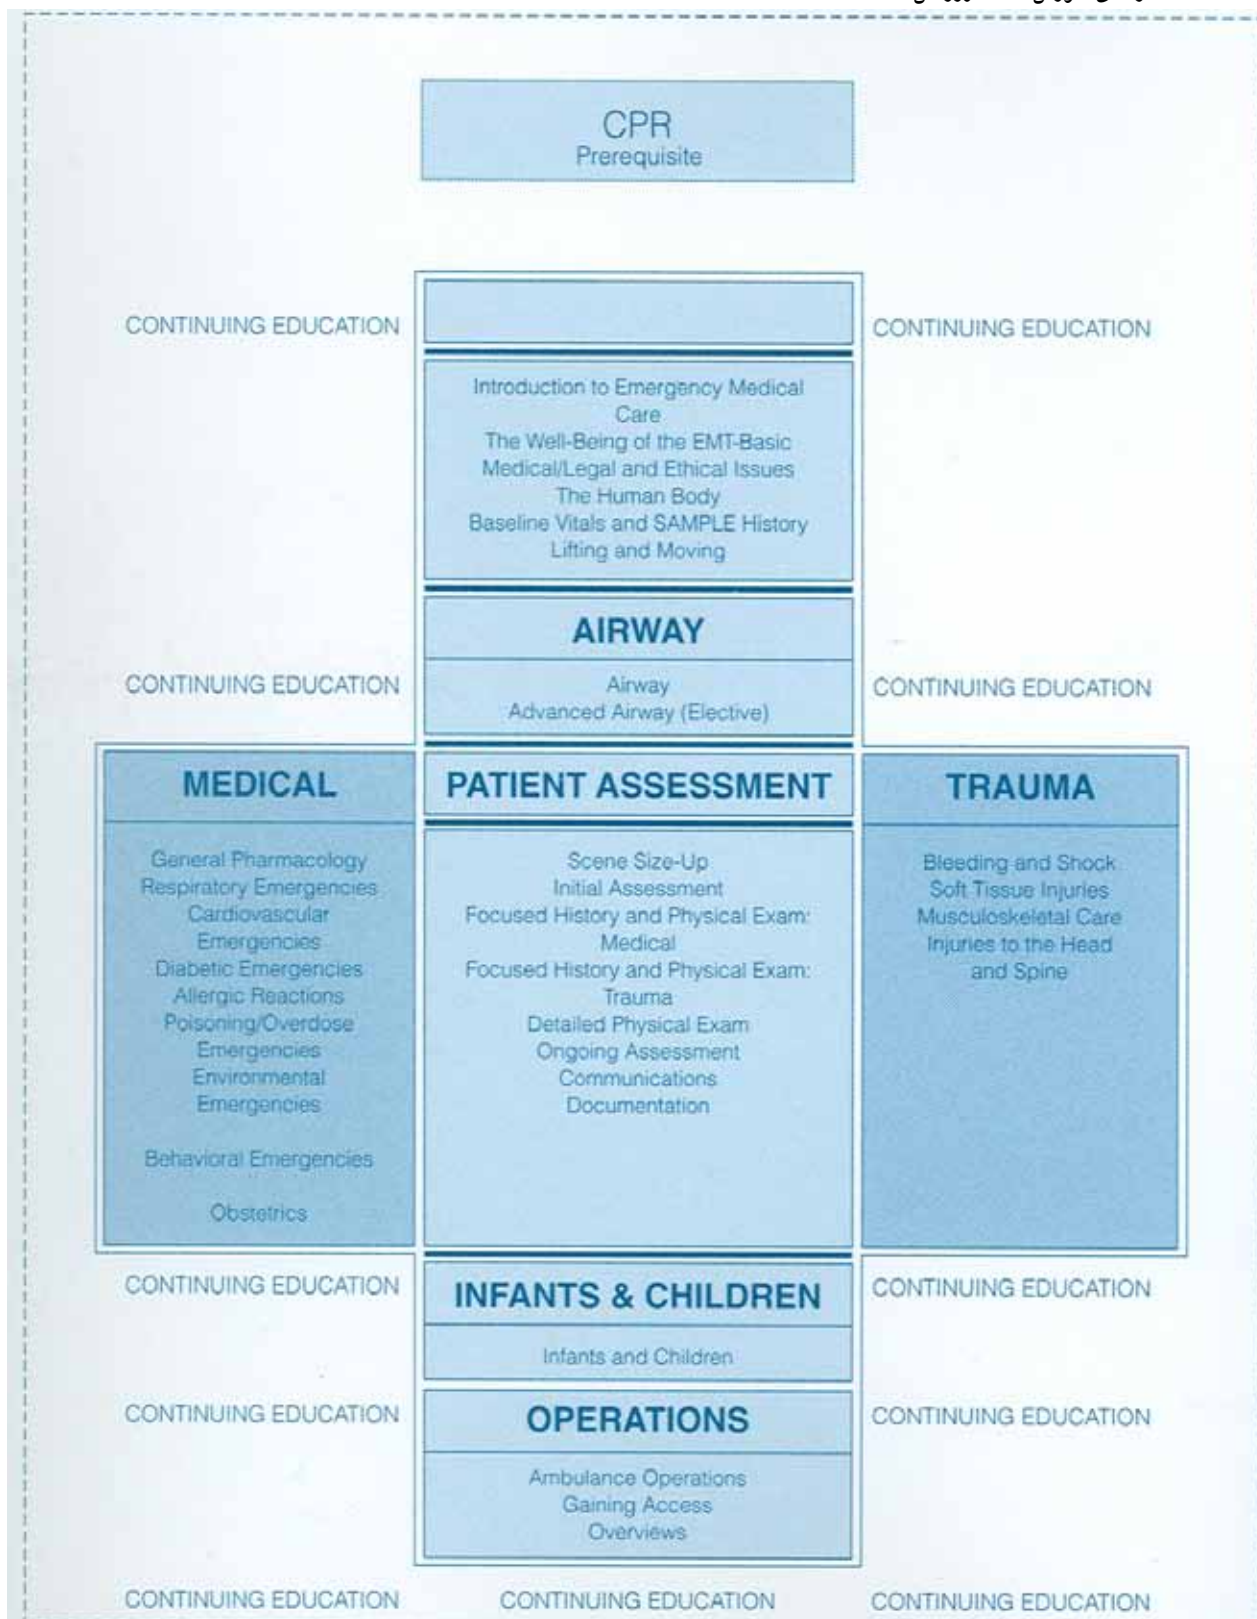 CPR
Prerequisite
CONTINUING EDUCATION
CONTINUING EDUCATION
Introduction to Emergency Medical
Care
The Well-Being of the EMT-Basic
Medical/Legal and Ethical Issues
The Human Body
Baseline Vitals and SAMPLE History
Lifting and Moving
AIRWAY
CONTINUING EDUCATION
Airway
Advanced Airway (Elective)
CONTINUING EDUCATION
MEDICAL
General Pharmacology
Respiratory Emergencies
Cardiovascular
Emergencies
Diabetic Emergencies
Allergic Reactions
Poisoning/Overdose
Emergencies
Environmental
Emergencies
Behavioral Emergencies
Obstetrics
PATIENT ASSESSMENT
Scene Size-Up
Initial Assessment
Focused History and Physical Exam:
Medical
Focused History and Physical Exam:
Trauma
Detailed Physical Exam
Ongoing Assessment
Communications
Documentation
TRAUMA
Bleeding and Shock
Soft Tissue Injuries
Musculoskeletal Care
Injuries to the Head
and Spine
CONTINUING EDUCATION
INFANTS & CHILDREN
CONTINUING EDUCATION
Infants and Children
CONTINUING EDUCATION
OPERATIONS
CONTINUING EDUCATION
Ambulance Operations
Gaining Access
Overviews
CONTINUING EDUCATION
CONTINUING EDUCATION
CONTINUING EDUCATION